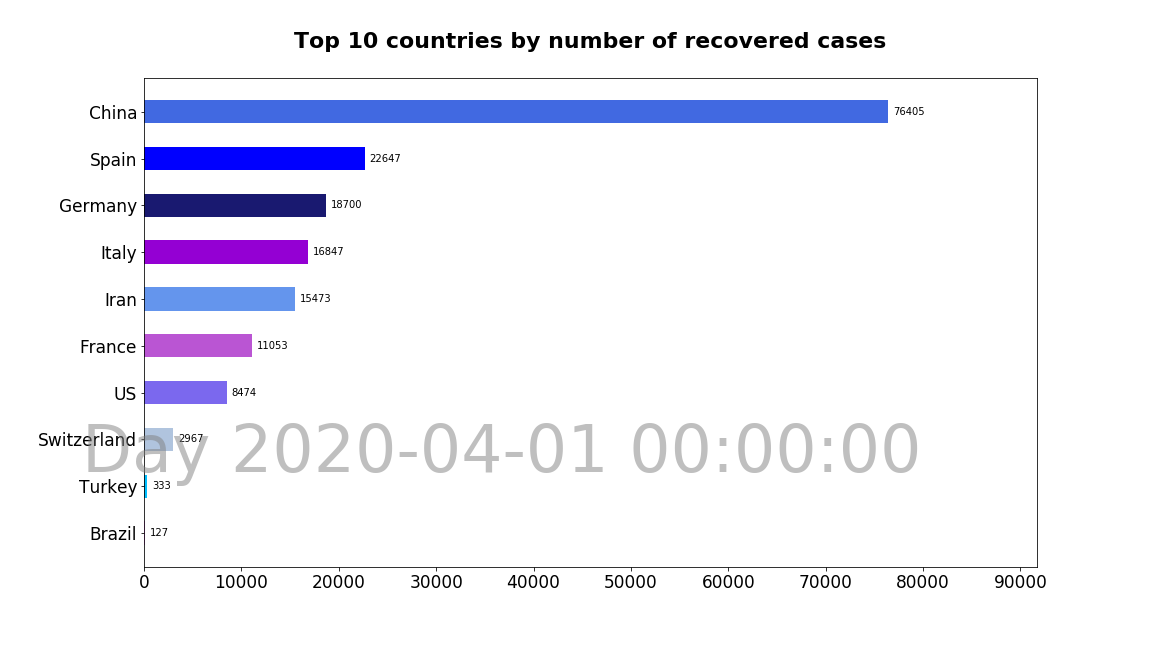 Top 10 countries by number of recovered cases
China 76405
Spain 22647
Germany 18700
Italy 16847
Iran 15473
France 11053
US 8474
Switzerland 2967
Day 2020-04-01 00:00:00
Turkey 333
Brazil 127
0 10000 20000 30000 40000 50000 60000 70000 80000 90000